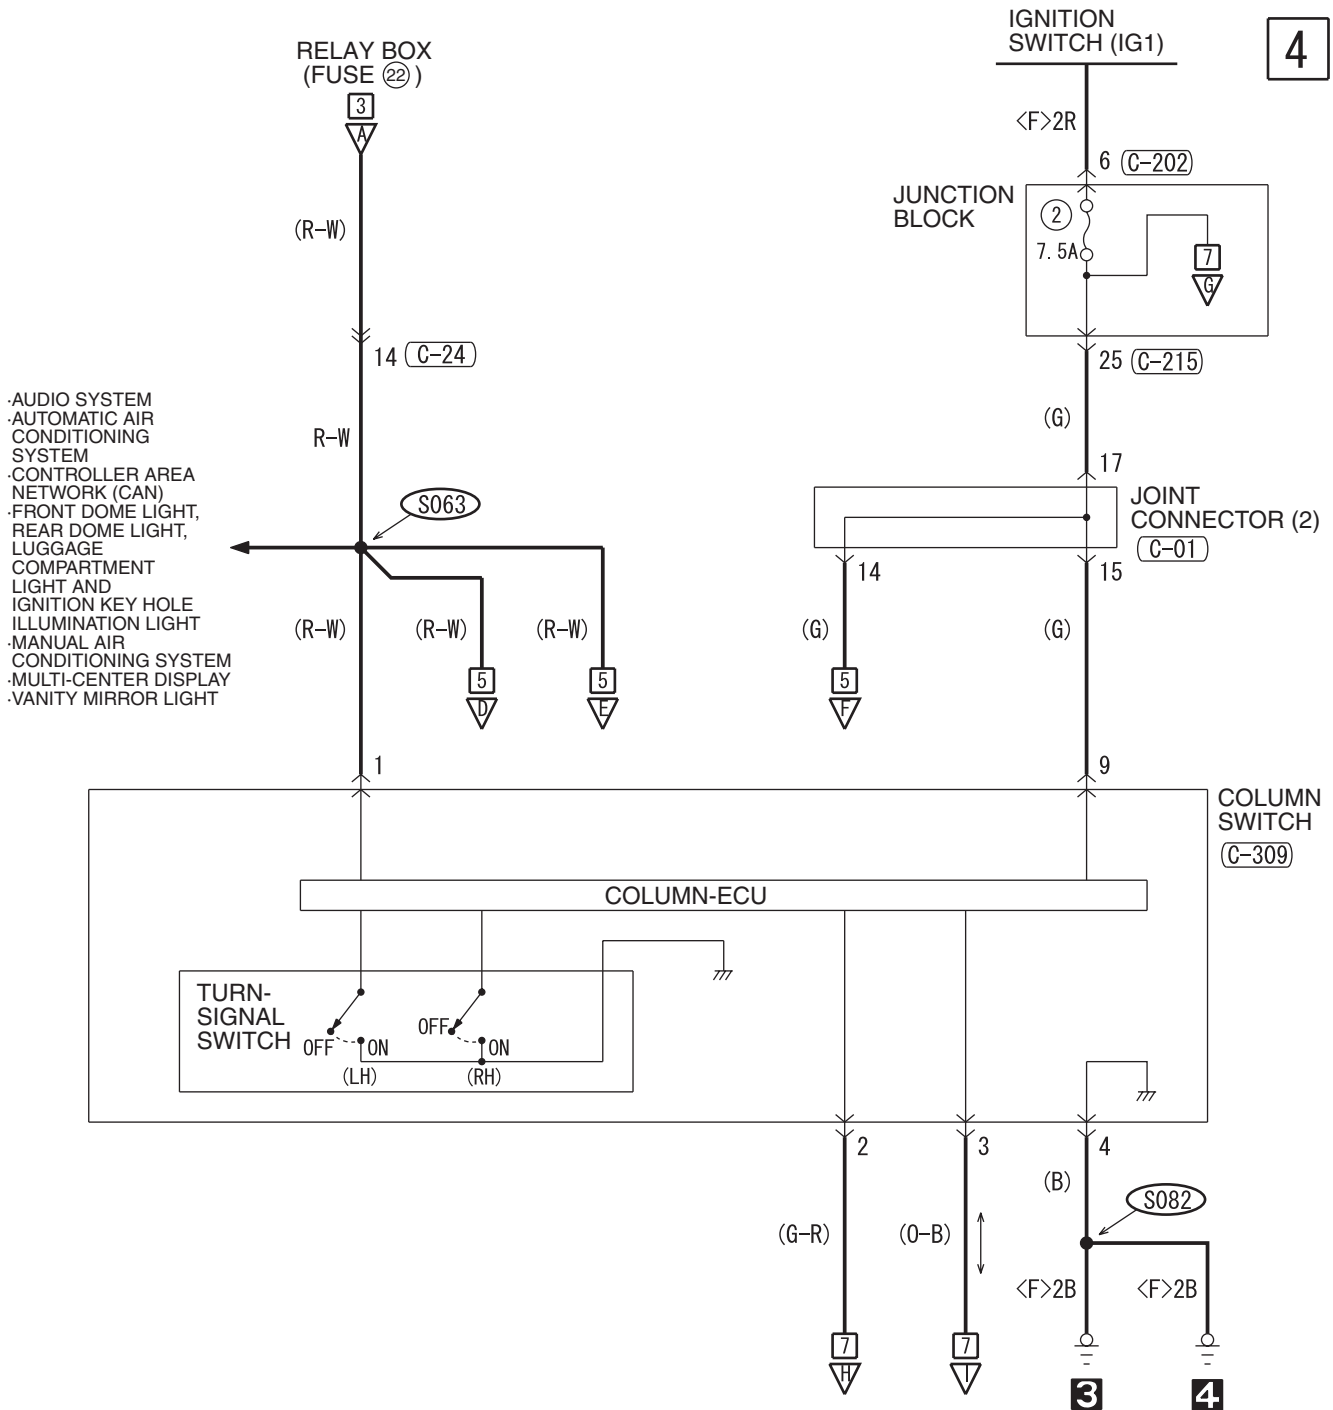 IGNITION
SWITCH (IG1)
4
RELAY BOX
(FUSE 22)
3
A
<F>2R
6 C-202
JUNCTION
BLOCK
2
7.5A
7
G
(R-W)
14 C-24
25 C-215
·AUDIO SYSTEM
·AUTOMATIC AIR
CONDITIONING
SYSTEM
·CONTROLLER AREA
NETWORK (CAN)
·FRONT DOME LIGHT,
REAR DOME LIGHT,
LUGGAGE
COMPARTMENT
LIGHT AND
IGNITION KEY HOLE
ILLUMINATION LIGHT
·MANUAL AIR
CONDITIONING SYSTEM
·MULTI-CENTER DISPLAY
·VANITY MIRROR LIGHT
R-W
(G)
17
S063
JOINT
CONNECTOR (2)
C-01
14
15
(R-W)
(R-W)
(R-W)
(G)
(G)
5
D
5
E
5
F
1
9
COLUMN
SWITCH
C-309
COLUMN-ECU
TURN-
SIGNAL
SWITCH
OFF
ON
(LH)
OFF
ON
(RH)
2
3
4
(B)
S082
(G-R)
(O-B)
<F>2B
<F>2B
7
H
7
I
3
4